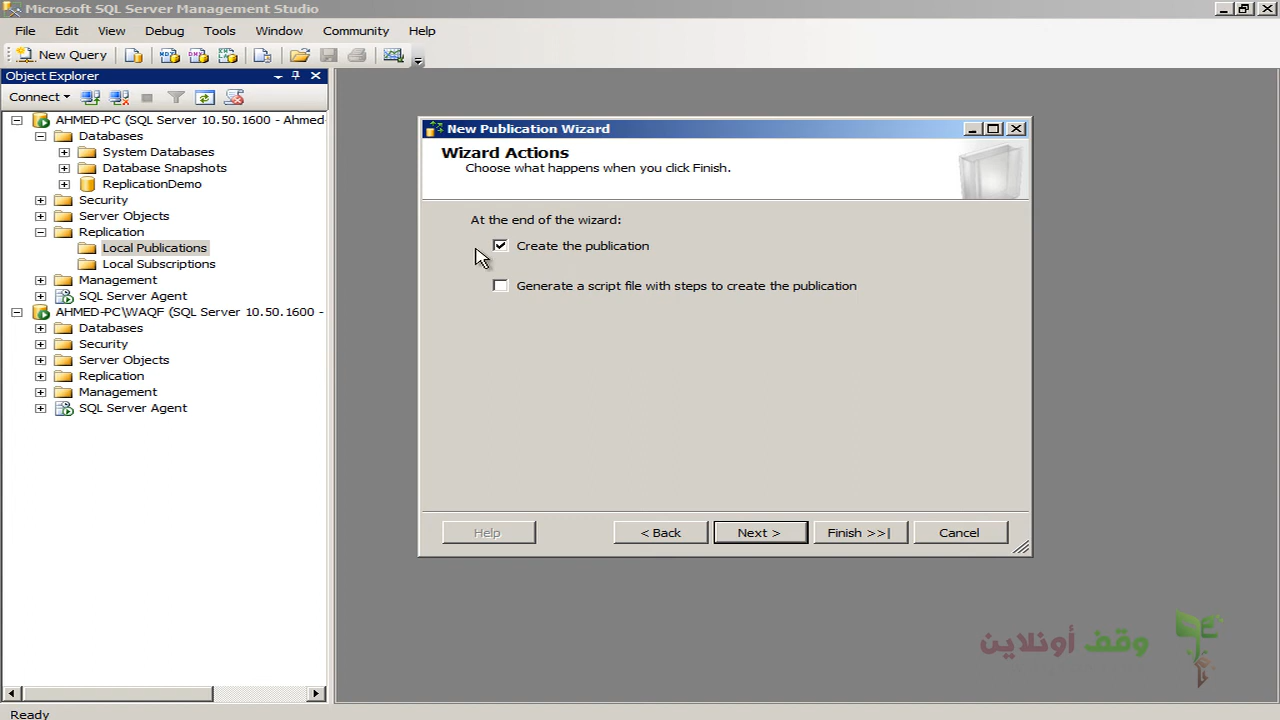 Microsoft SQL Server Management Studio
File Edit View Debug Tools Window Community Help
New Query
Object Explorer
Connect
AHMED-PC (SQL Server 10.50.1600 - Ahmed-
Databases
System Databases
Database Snapshots
ReplicationDemo
Security
Server Objects
Replication
Local Publications
Local Subscriptions
Management
SQL Server Agent
AHMED-PC\WAQF (SQL Server 10.50.1600 -
Databases
Security
Server Objects
Replication
Management
SQL Server Agent
New Publication Wizard
Wizard Actions
Choose what happens when you click Finish.
At the end of the wizard:
Create the publication
Generate a script file with steps to create the publication
Help < Back Next > Finish >>| Cancel
وقف أونلاين
Ready